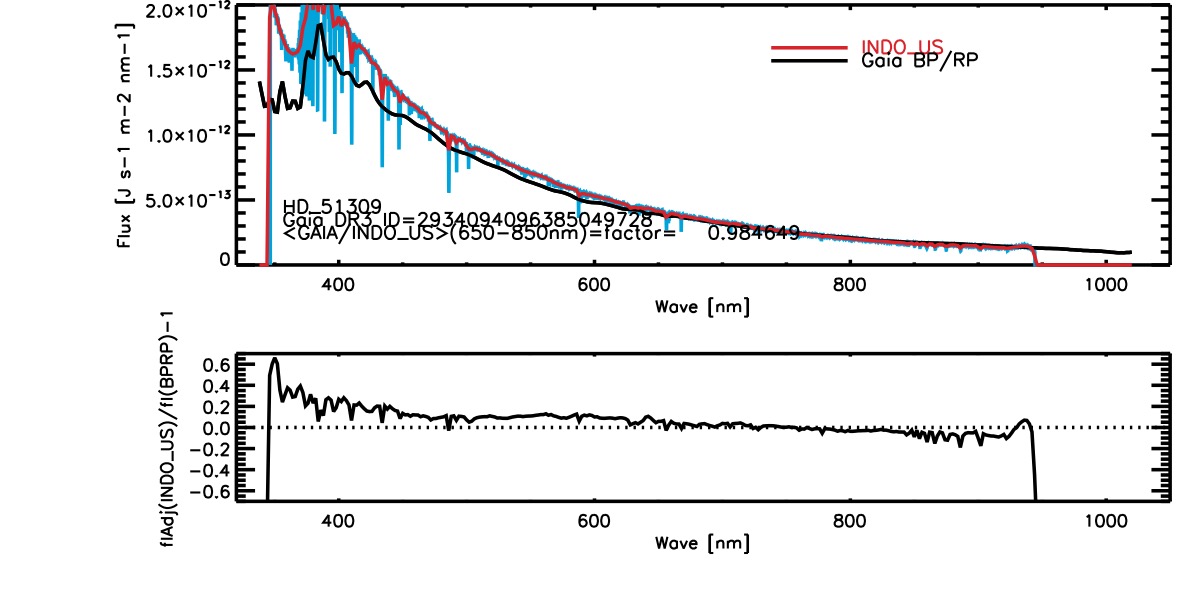 Flux [J s−1 m−2 nm−1]
2.0×10−12
1.5×10−12
1.0×10−12
5.0×10−13
0
INDO_US
Gaia BP/RP
HD_51309
Gaia DR3 ID=2934094096385049728
<GAIA/INDO_US>(650−850nm)=factor= 0.984649
400 600 800 1000
Wave [nm]
flAdj(INDO_US)/fl(BPRP)−1
0.6
0.4
0.2
0.0
−0.2
−0.4
−0.6
400 600 800 1000
Wave [nm]